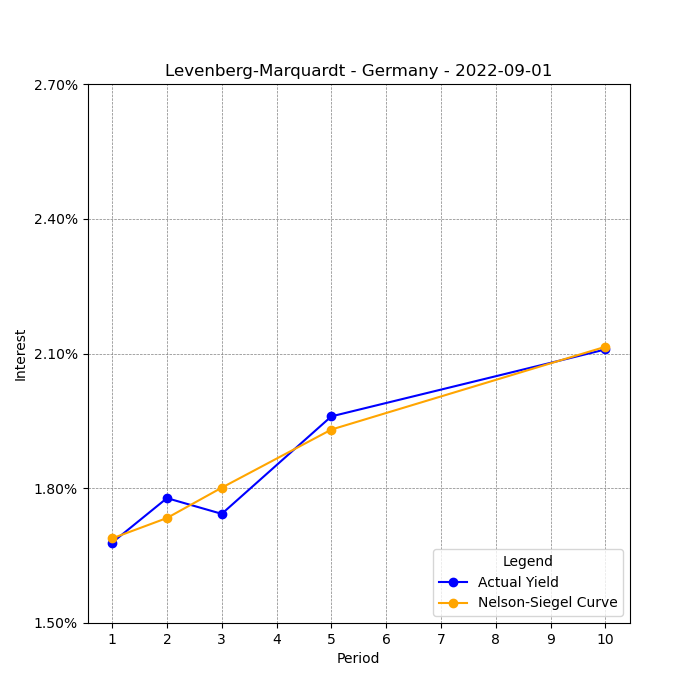 Levenberg-Marquardt - Germany - 2022-09-01
2.70%
2.40%
2.10%
1.80%
1.50%
Interest
1 2 3 4 5 6 7 8 9 10
Period
Legend
Actual Yield
Nelson-Siegel Curve